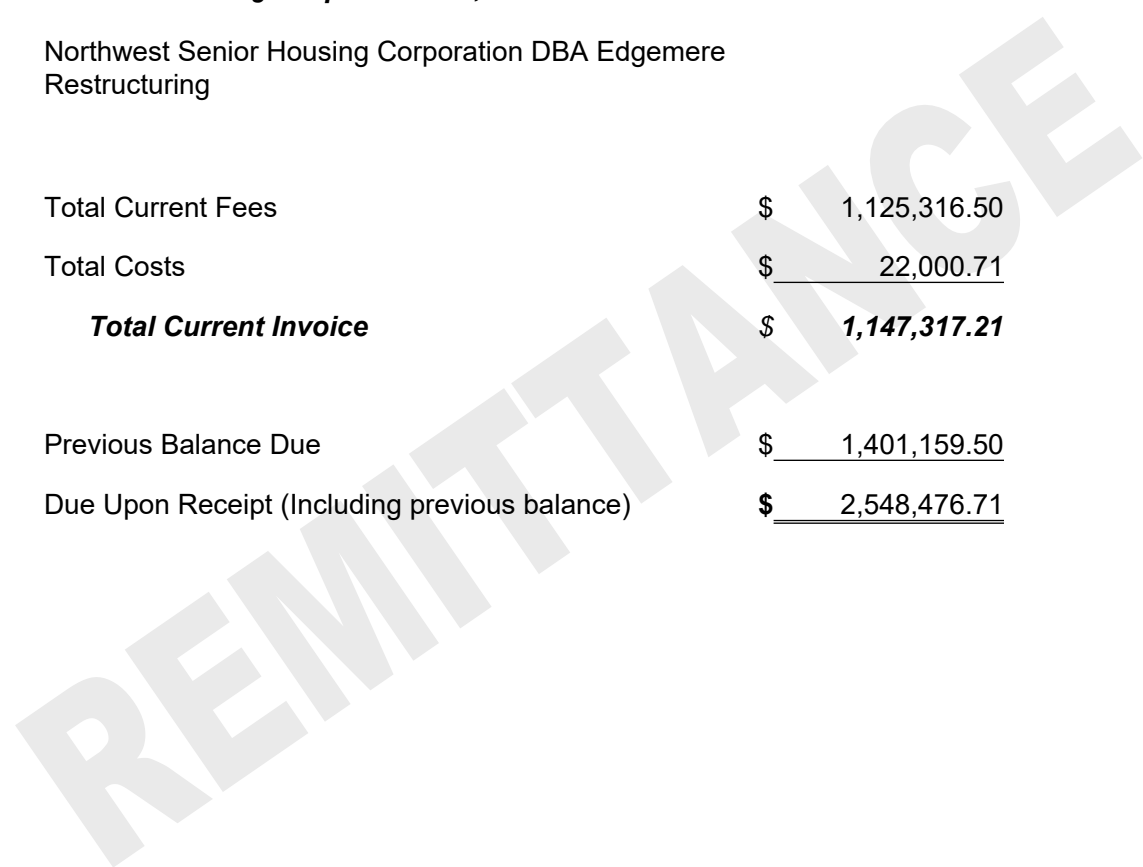 Northwest Senior Housing Corporation DBA Edgemere
Restructuring
Total Current Fees $ 1,125,316.50
Total Costs $ 22,000.71
Total Current Invoice $ 1,147,317.21
Previous Balance Due $ 1,401,159.50
Due Upon Receipt (Including previous balance) $ 2,548,476.71
REMITTANCE